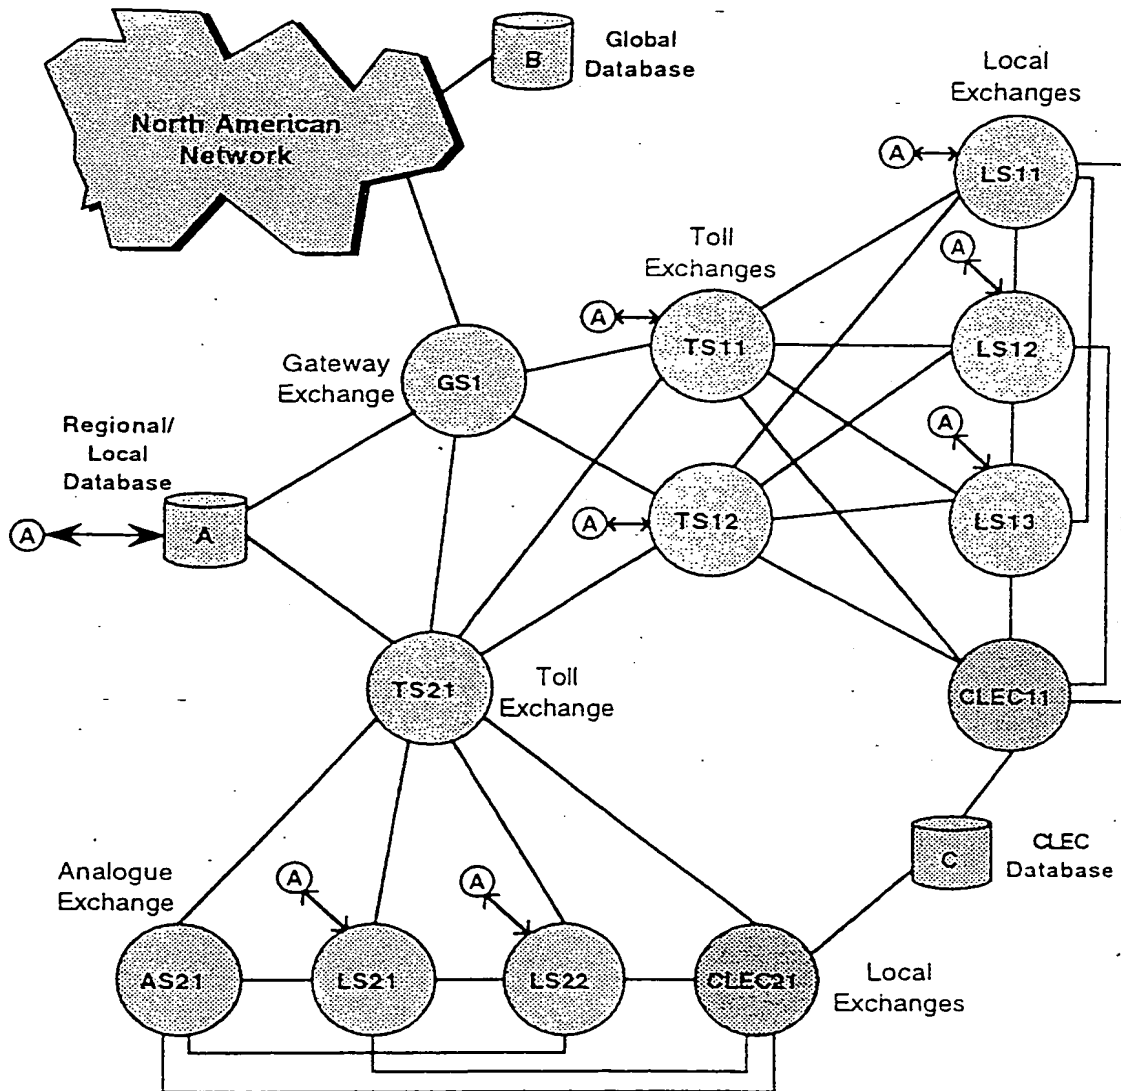 B
Global
Database
North American
Network
Local
Exchanges
A
LS11
Toll
Exchanges
A
A
TS11
LS12
Gateway
Exchange
GS1
Regional/
Local
Database
A
A
A
A
TS12
LS13
TS21
Toll
Exchange
CLEC11
C
CLEC
Database
Analogue
Exchange
A
A
AS21
LS21
LS22
CLEC21
Local
Exchanges